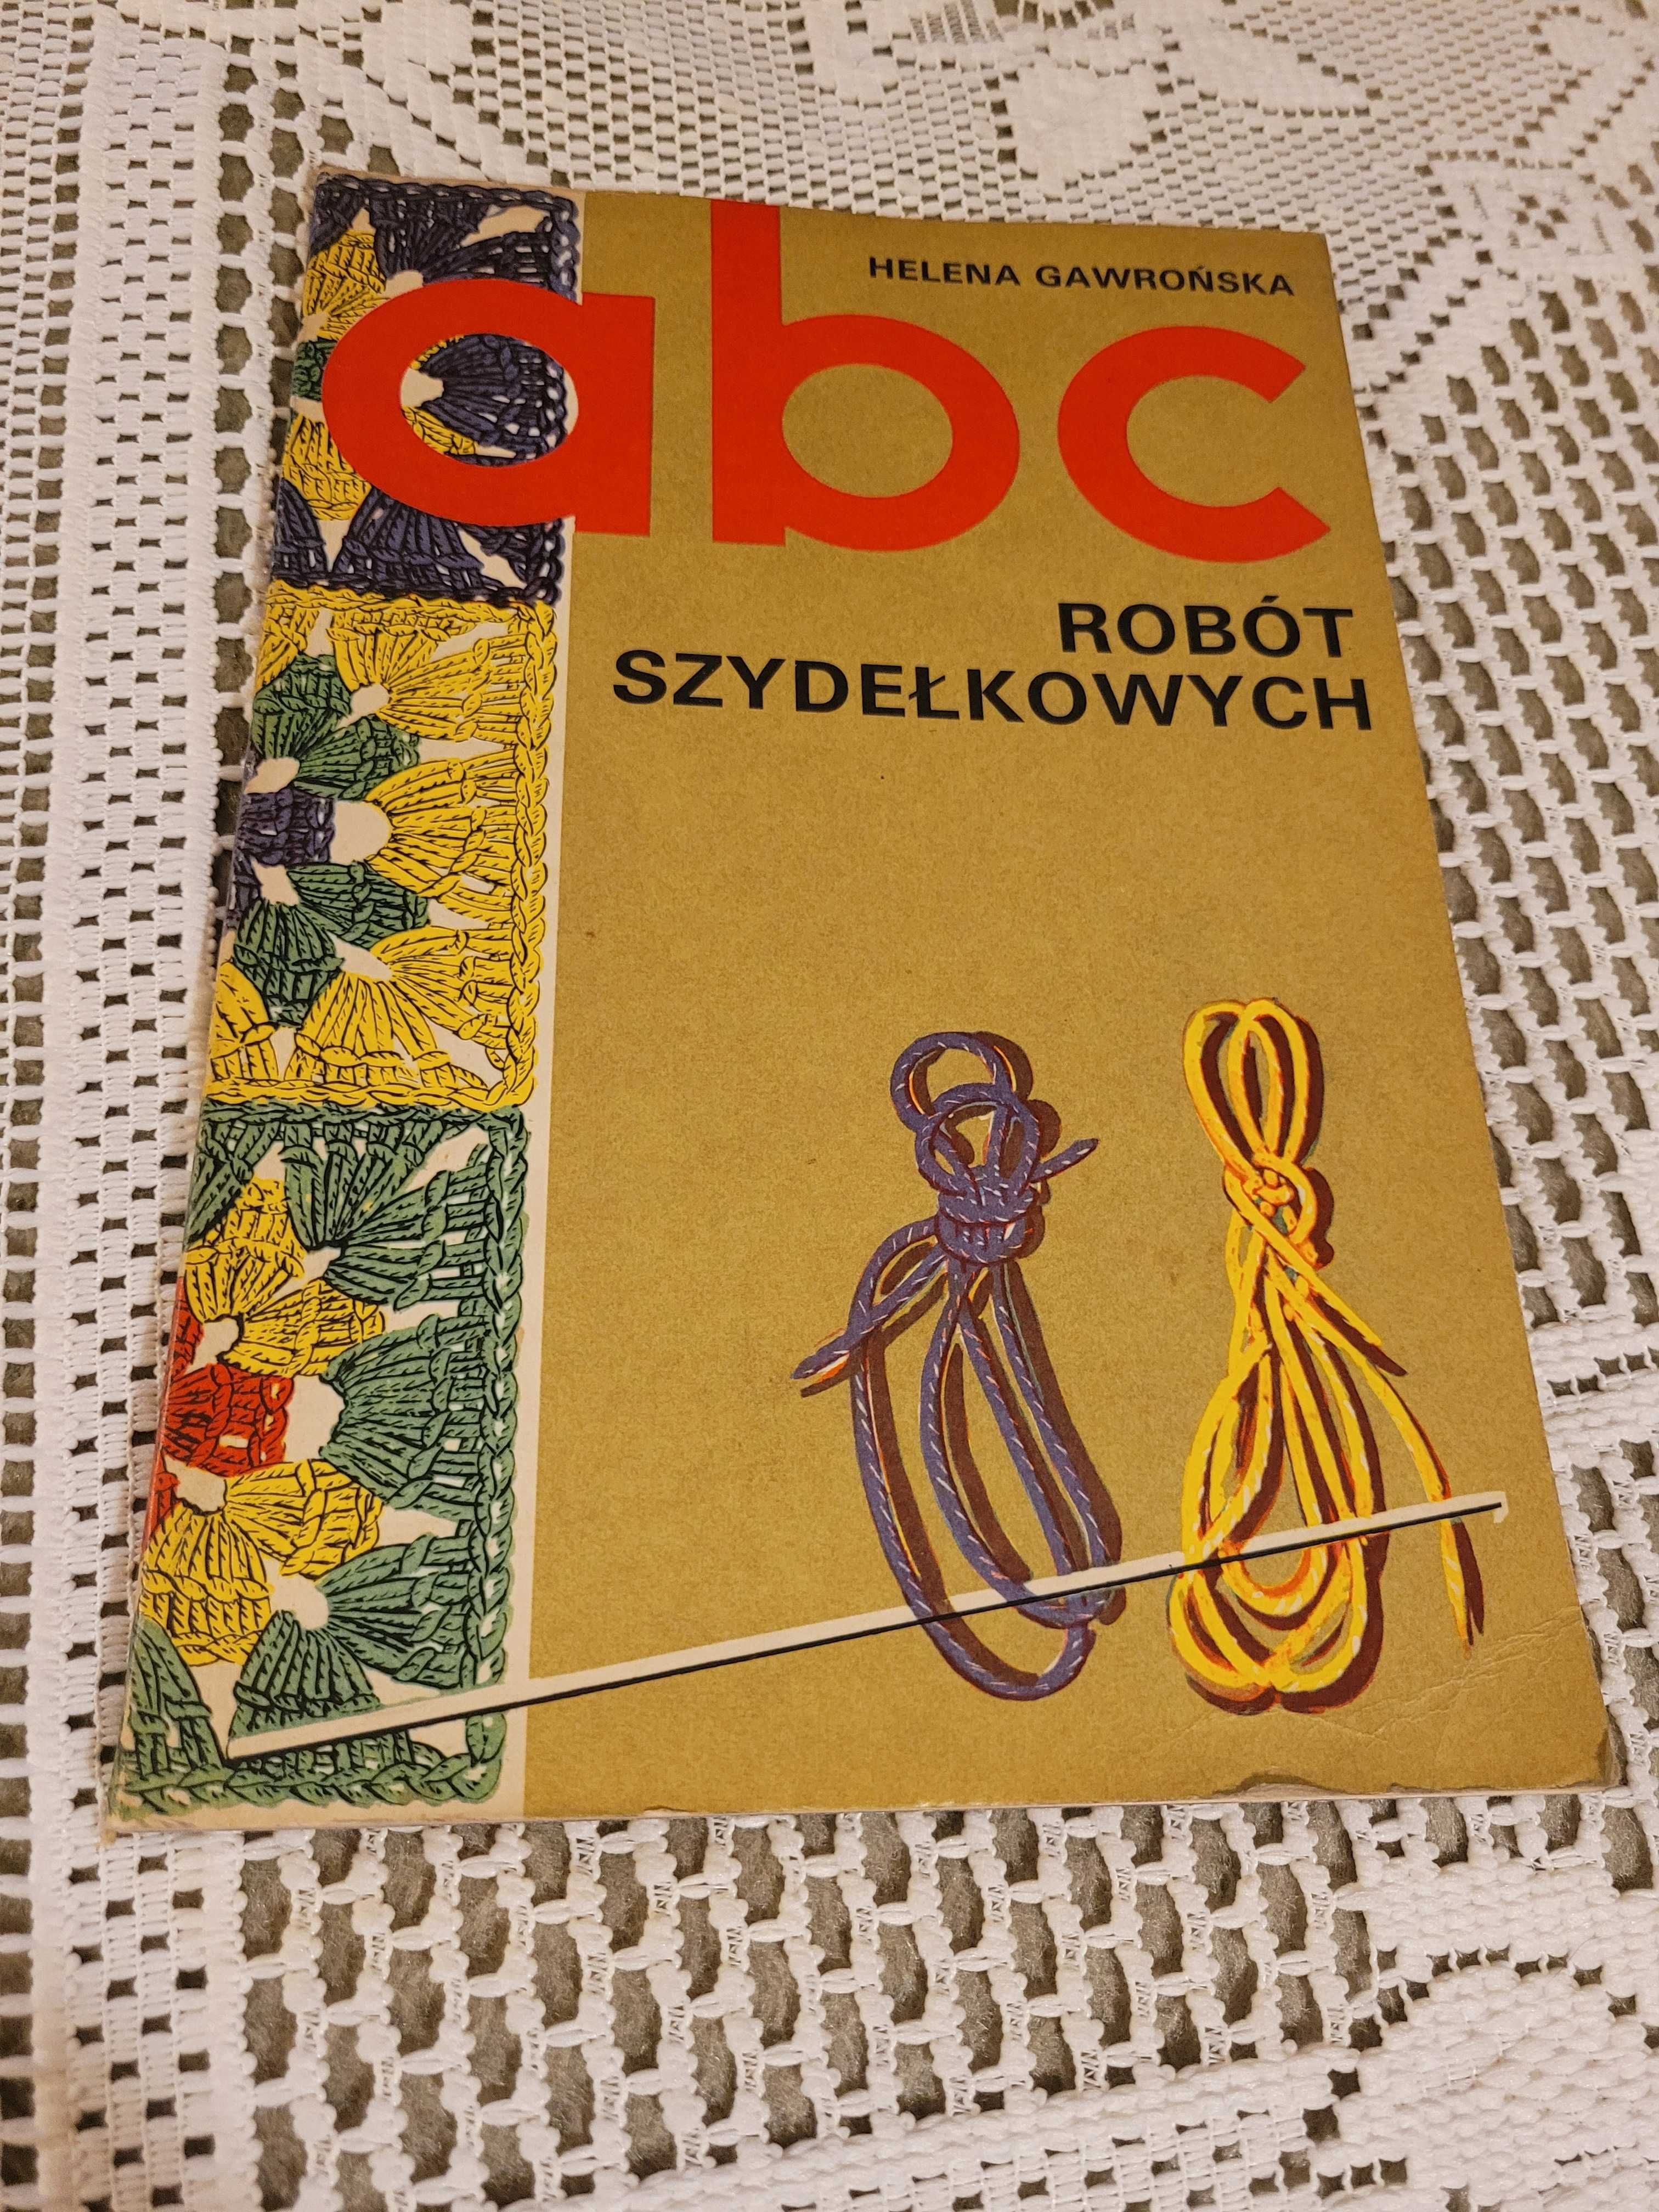 HELENA GAWROŃSKA
abc
ROBÓT
SZYDEŁKOWYCH